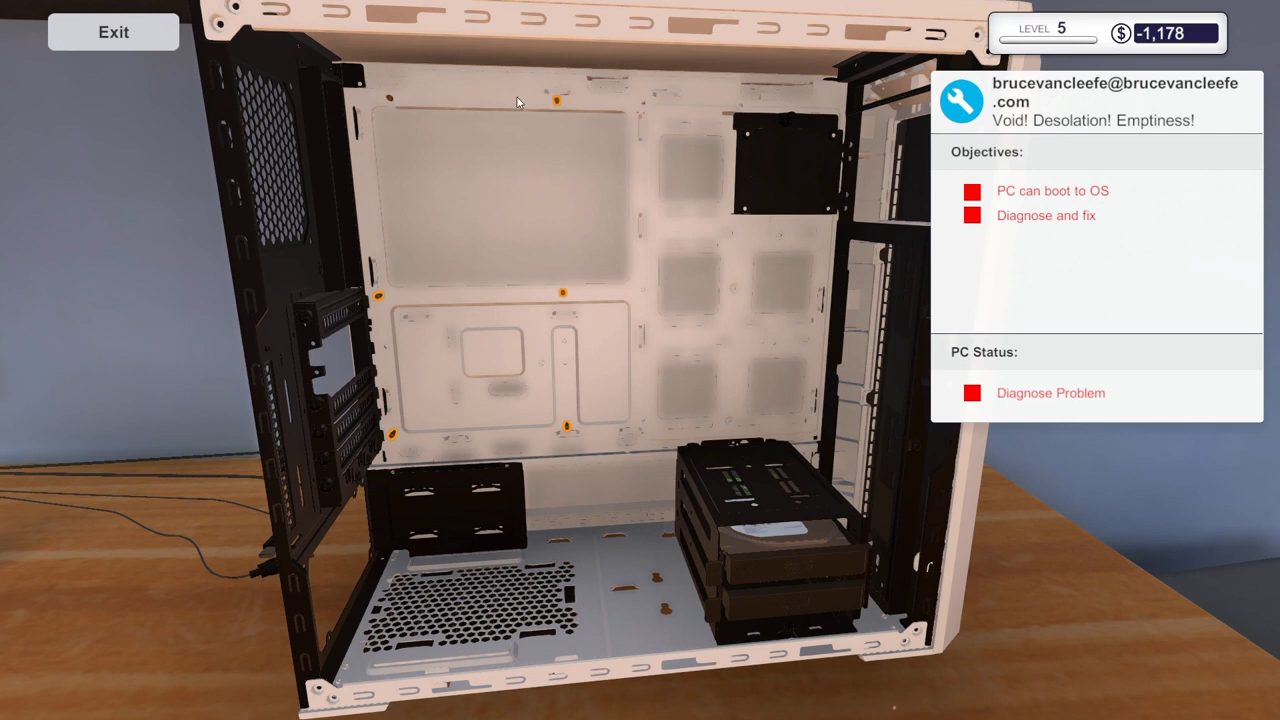 Exit
LEVEL 5
$ -1,178
brucevancleefe@brucevancleefe
.com
Void! Desolation! Emptiness!
Objectives:
PC can boot to OS
Diagnose and fix
PC Status:
Diagnose Problem